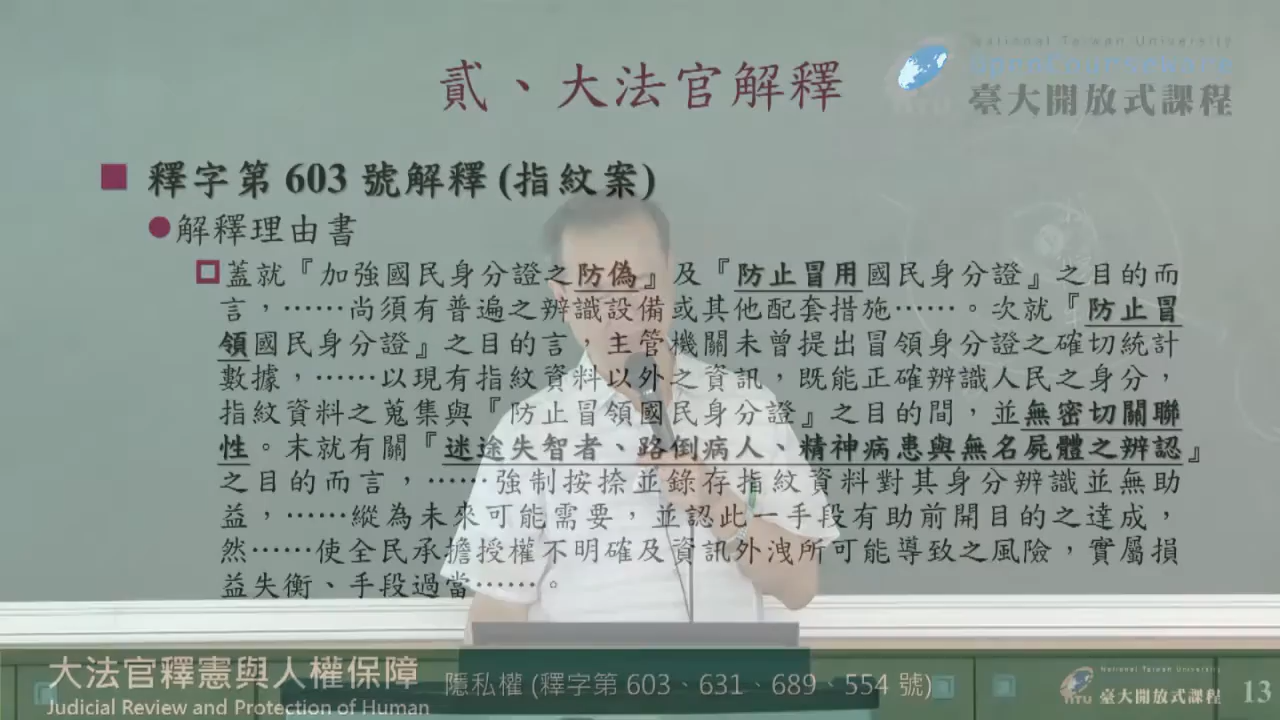 National Taiwan University
OpenCourseWare
臺大開放式課程
貳、大法官解釋
釋字第 603 號解釋 (指紋案)
解釋理由書
蓋就『加強國民身分證之防偽』及『防止冒用國民身分證』之目的而
言，……尚須有普遍之辨識設備或其他配套措施……。次就『防止冒
領國民身分證』之目的言，主管機關未曾提出冒領身分證之確切統計
數據，……以現有指紋資料以外之資訊，既能正確辨識人民之身分，
指紋資料之蒐集與『防止冒領國民身分證』之目的間，並無密切關聯
性。末就有關『迷途失智者、路倒病人、精神病患與無名屍體之辨認』
之目的而言，……強制按捺並錄存指紋資料對其身分辨識並無助
益，……縱為未來可能需要，並認此一手段有助前開目的之達成，
然……使全民承擔授權不明確及資訊外洩所可能導致之風險，實屬損
益失衡、手段過當……。
大法官釋憲與人權保障
Judicial Review and Protection of Human
隱私權 (釋字第 603、631、689、554 號)
National Taiwan University
NTU 臺大開放式課程
13